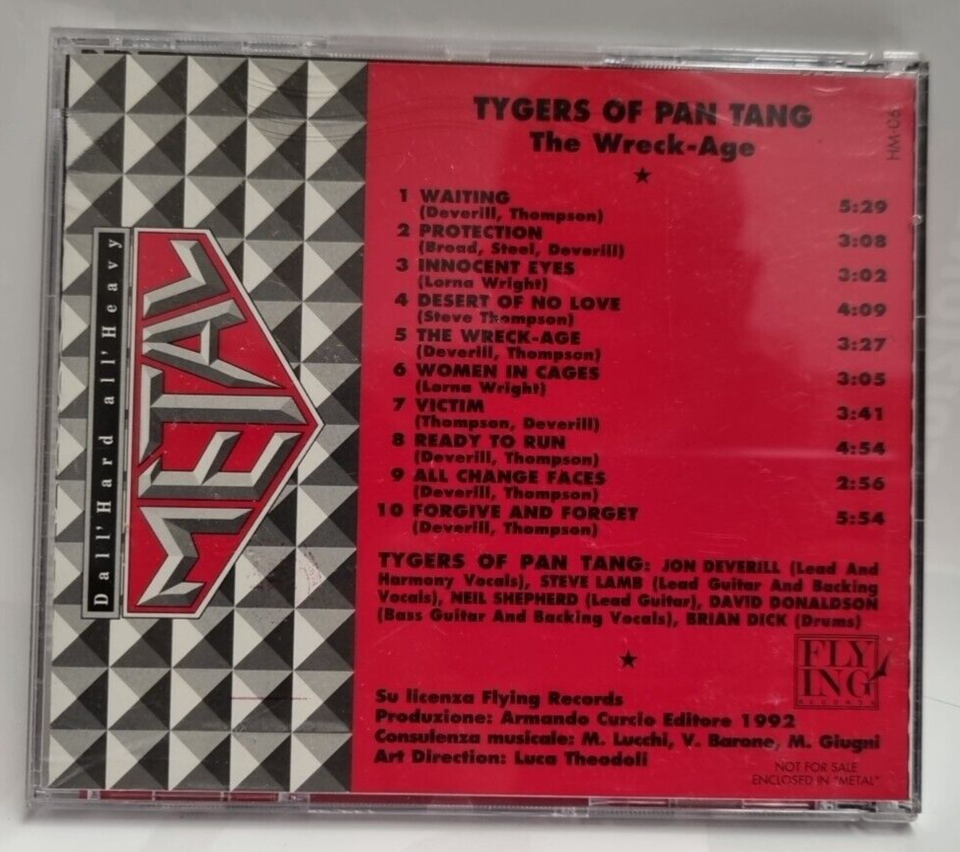 Dall' Hard all' Heavy
METAL
HM-06
TYGERS OF PAN TANG
The Wreck-Age
1 WAITING 5:29
(Deverill, Thompson)
2 PROTECTION 3:08
(Broad, Steel, Deverill)
3 INNOCENT EYES 3:02
(Lorna Wright)
4 DESERT OF NO LOVE 4:09
(Steve Thompson)
5 THE WRECK-AGE 3:27
(Deverill, Thompson)
6 WOMEN IN CAGES 3:05
(Lorna Wright)
7 VICTIM 3:41
(Thompson, Deverill)
8 READY TO RUN 4:54
(Deverill, Thompson)
9 ALL CHANGE FACES 2:56
(Deverill, Thompson)
10 FORGIVE AND FORGET 5:54
(Deverill, Thompson)
TYGERS OF PAN TANG: JON DEVERILL (Lead And
Harmony Vocals), STEVE LAMB (Lead Guitar And Backing
Vocals), NEIL SHEPHERD (Lead Guitar), DAVID DONALDSON
(Bass Guitar And Backing Vocals), BRIAN DICK (Drums)
FLY
ING
RECORDS
Su licenza Flying Records
Produzione: Armando Curcio Editore 1992
Consulenza musicale: M. Lucchi, V. Barone, M. Giugni
Art Direction: Luca Theodoli
NOT FOR SALE
ENCLOSED IN "METAL"